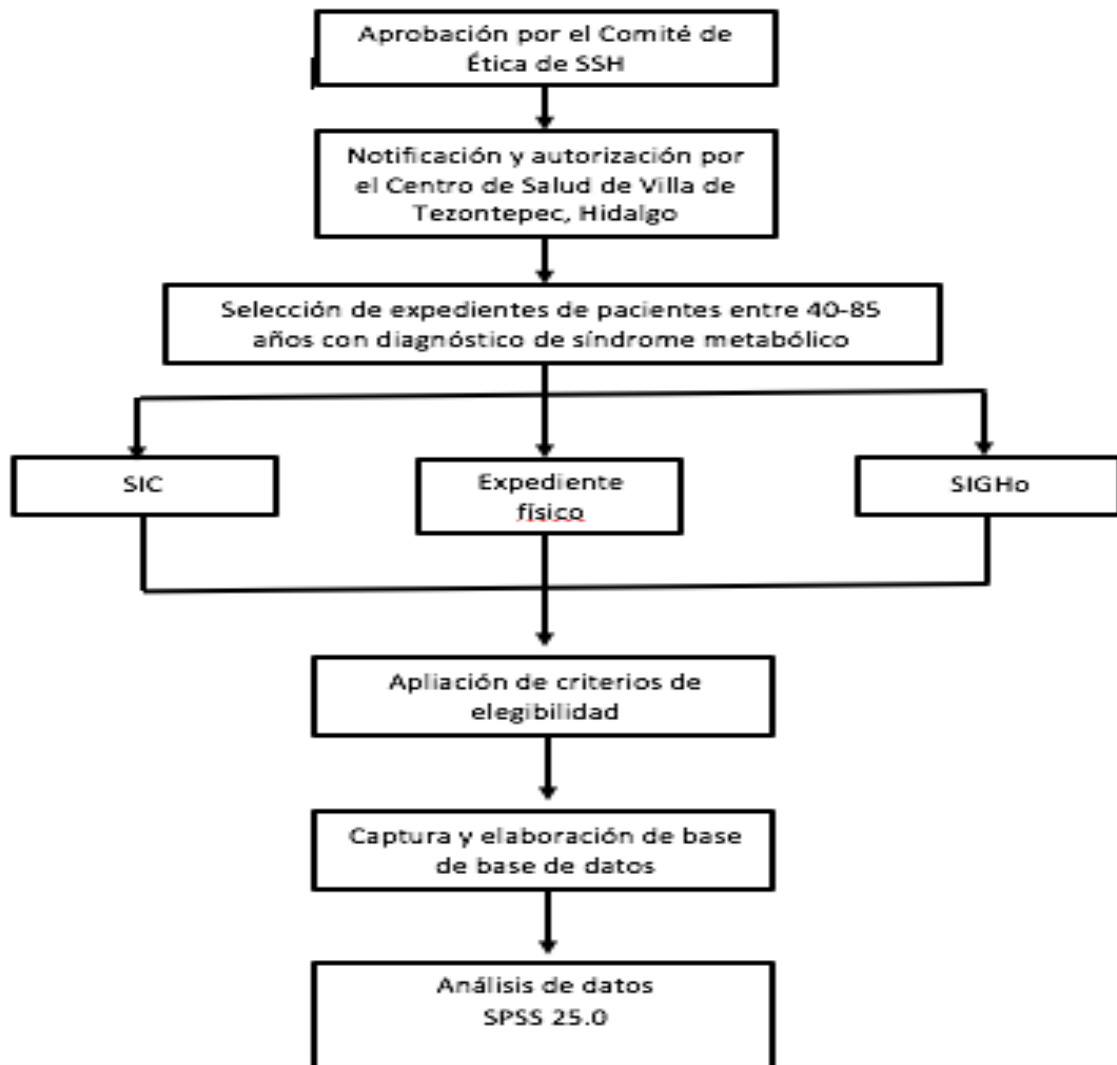 Aprobación por el Comité de
Ética de SSH
Notificación y autorización por
el Centro de Salud de Villa de
Tezontepec, Hidalgo
Selección de expedientes de pacientes entre 40-85
años con diagnóstico de síndrome metabólico
SIC
Expediente
físico
SIGHo
Apliación de criterios de
elegibilidad
Captura y elaboración de base
de base de datos
Análisis de datos
SPSS 25.0